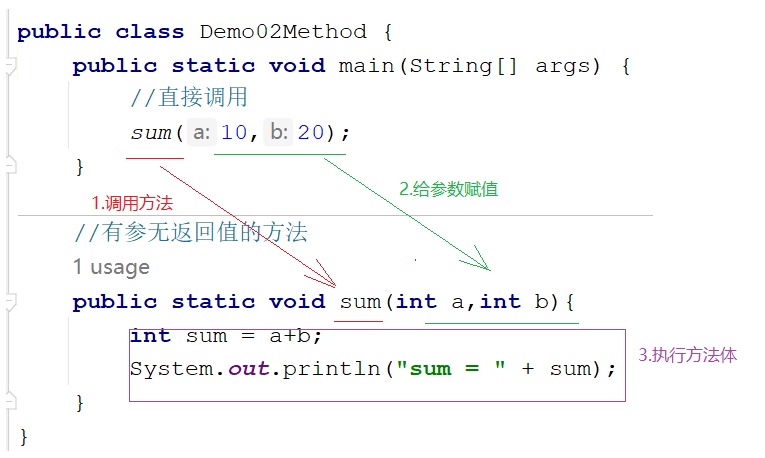 public class Demo02Method {
public static void main(String[] args) {
//直接调用
sum( a: 10, b: 20);
}
1.调用方法
2.给参数赋值
//有参无返回值的方法
1 usage
public static void sum(int a,int b){
int sum = a+b;
System.out.println("sum = " + sum);
3.执行方法体
}
}